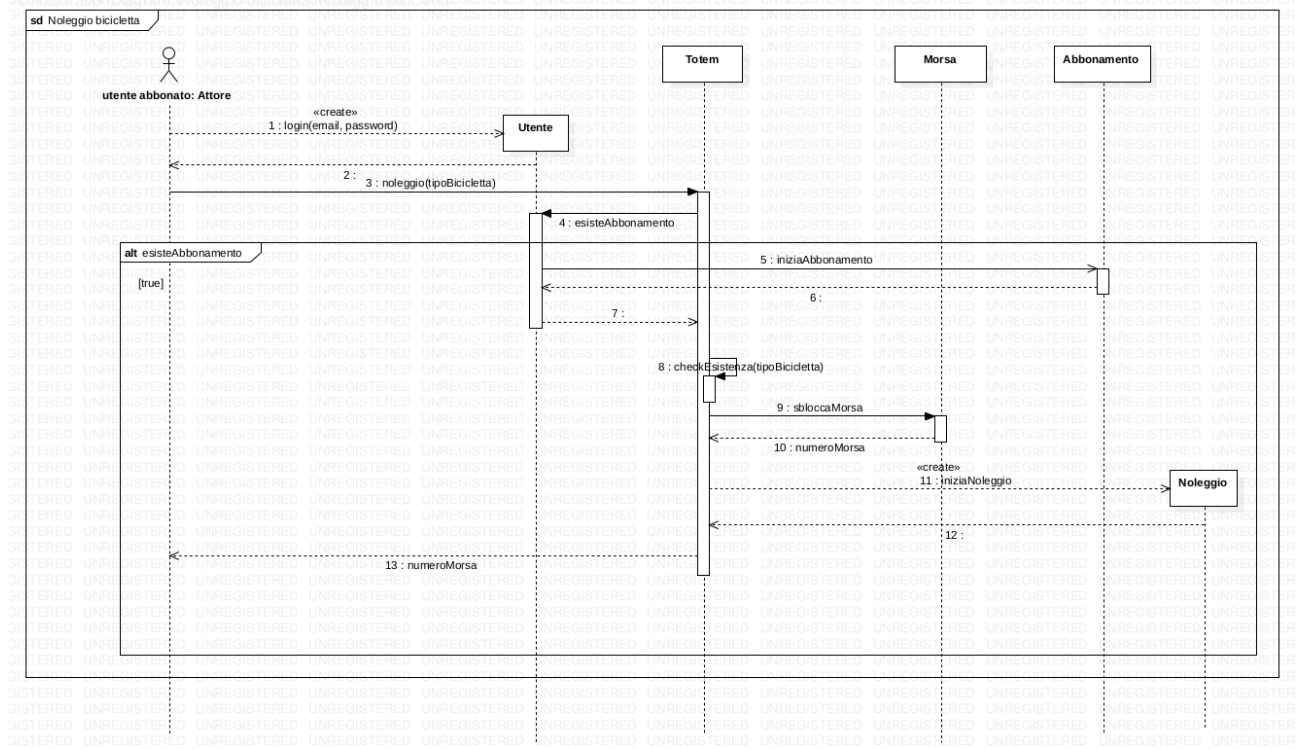 sd Noleggio bicicletta
utente abbonato: Attore
Totem
Morsa
Abbonamento
«create»
1 : login(email, password)
Utente
2 :
3 : noleggio(tipoBicicletta)
4 : esisteAbbonamento
alt esisteAbbonamento
[true]
5 : iniziaAbbonamento
6 :
7 :
8 : checkEsistenza(tipoBicicletta)
9 : sbloccaMorsa
10 : numeroMorsa
«create»
11 : iniziaNoleggio
Noleggio
12 :
13 : numeroMorsa
UNREGISTERED